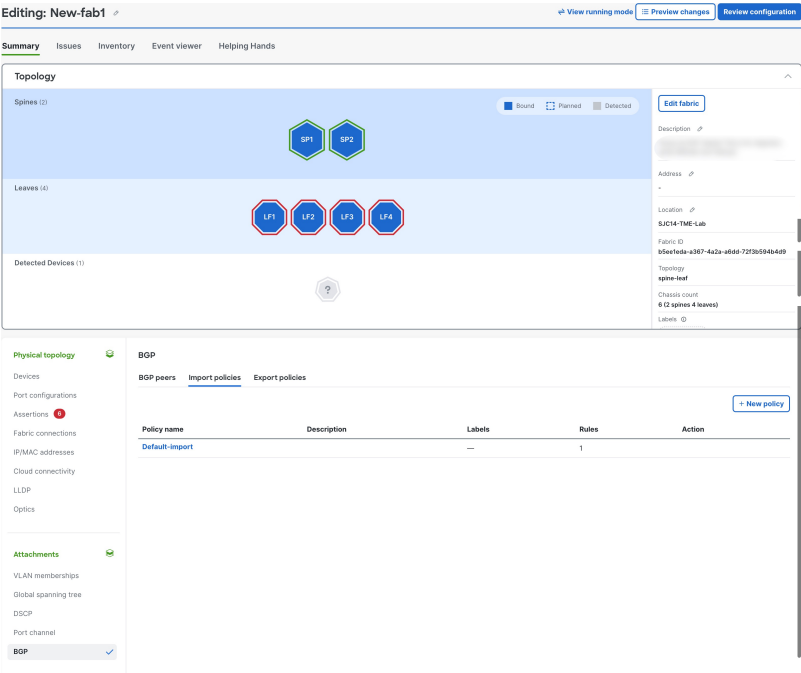 Editing: New-fab1
View running mode
Preview changes
Review configuration
Summary Issues Inventory Event viewer Helping Hands
Topology
Spines (2)
Bound Planned Detected
SP1 SP2
Leaves (4)
LF1 LF2 LF3 LF4
Detected Devices (1)
?
Edit fabric
Description
Address
-
Location
SJC14-TME-Lab
Fabric ID
b5ee1eda-a367-4a2a-a6dd-72f3b594b4d9
Topology
spine-leaf
Chassis count
6 (2 spines 4 leaves)
Labels
Physical topology
Devices
Port configurations
Assertions 6
Fabric connections
IP/MAC addresses
Cloud connectivity
LLDP
Optics
Attachments
VLAN memberships
Global spanning tree
DSCP
Port channel
BGP
BGP
BGP peers Import policies Export policies
+ New policy
Policy name Description Labels Rules Action
Default-import — 1